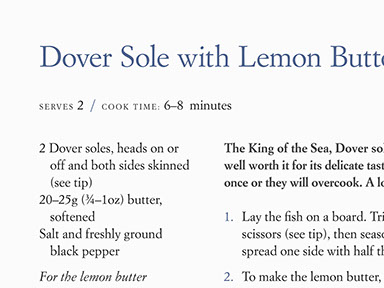 Dover Sole with Lemon Butt
SERVES 2 / COOK TIME: 6–8 minutes
2 Dover soles, heads on or
off and both sides skinned
(see tip)
20–25g (¾–1oz) butter,
softened
Salt and freshly ground
black pepper
For the lemon butter
The King of the Sea, Dover so
well worth it for its delicate tast
once or they will overcook. A lo
1. Lay the fish on a board. Tri
scissors (see tip), then seaso
spread one side with half th
2. To make the lemon butter,